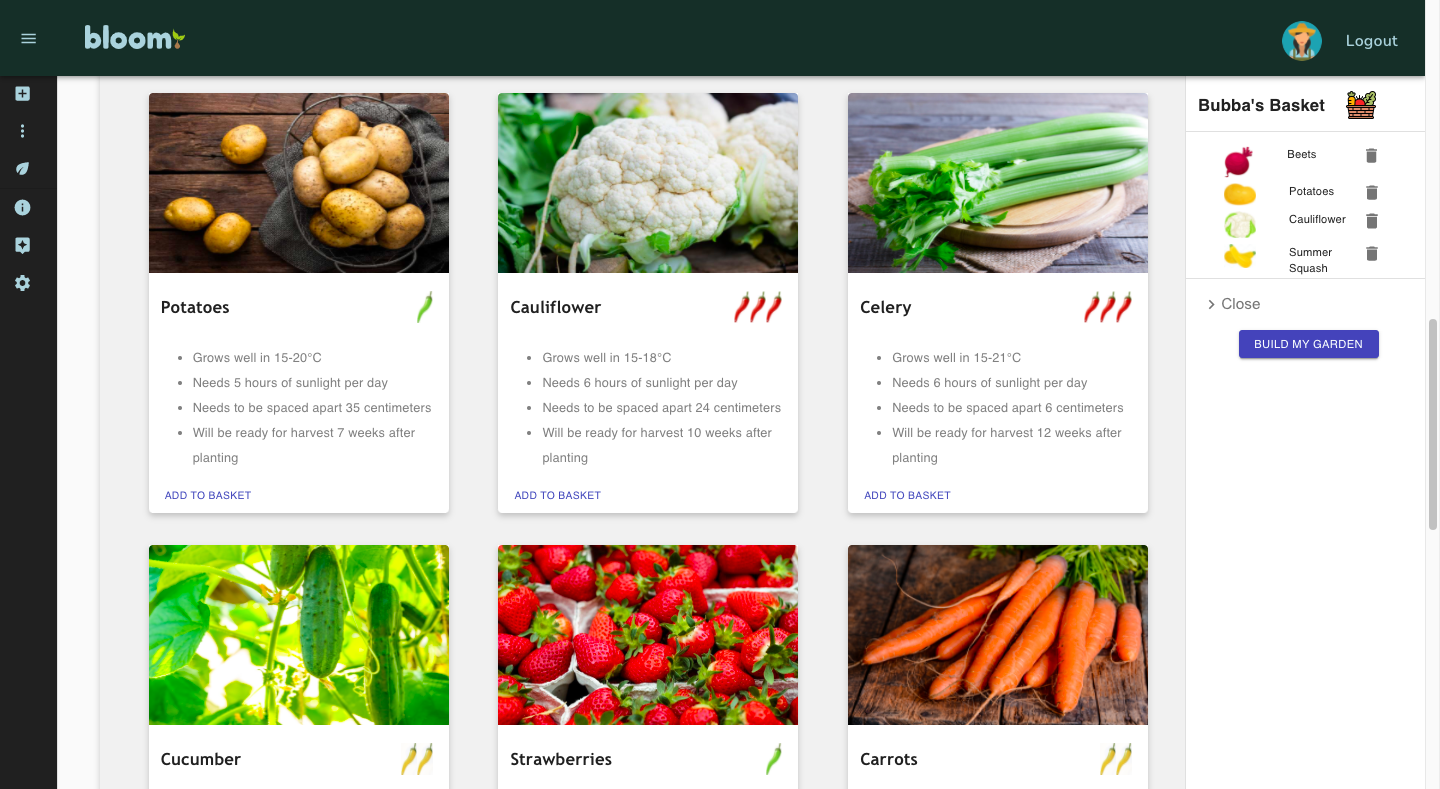 bloom
Logout
Potatoes
Grows well in 15-20°C
Needs 5 hours of sunlight per day
Needs to be spaced apart 35 centimeters
Will be ready for harvest 7 weeks after
planting
ADD TO BASKET
Cauliflower
Grows well in 15-18°C
Needs 6 hours of sunlight per day
Needs to be spaced apart 24 centimeters
Will be ready for harvest 10 weeks after
planting
ADD TO BASKET
Celery
Grows well in 15-21°C
Needs 6 hours of sunlight per day
Needs to be spaced apart 6 centimeters
Will be ready for harvest 12 weeks after
planting
ADD TO BASKET
Cucumber
Strawberries
Carrots
Bubba's Basket
Beets
Potatoes
Cauliflower
Summer
Squash
Close
BUILD MY GARDEN